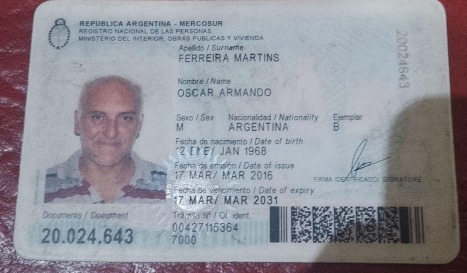 REPUBLICA ARGENTINA - MERCOSUR
REGISTRO NACIONAL DE LAS PERSONAS
MINISTERIO DEL INTERIOR, OBRAS PUBLICAS Y VIVIENDA
Apellido / Surname
FERREIRA MARTINS
Nombre / Name
OSCAR ARMANDO
Sexo / Sex Nacionalidad / Nationality Ejemplar
M ARGENTINA B
Fecha de nacimiento / Date of birth
12 ENE/ JAN 1968
Fecha de emisión / Date of issue
17 MAR/ MAR 2016
Fecha de vencimiento / Date of expiry
17 MAR/ MAR 2031
FIRMA IDENTIFICADO/ SIGNATURE
Documento / Document
20.024.643
Trámite N° / Of. ident.
00427115364
7000
20024643